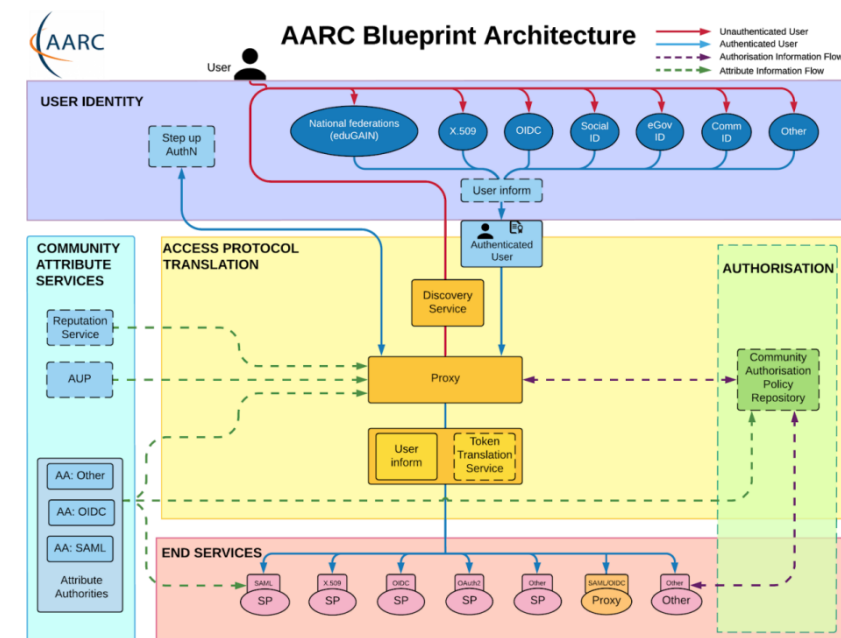 AARC
AARC Blueprint Architecture
User
Unauthenticated User
Authenticated User
Authorisation Information Flow
Attribute Information Flow
USER IDENTITY
Step up
AuthN
National federations
(eduGAIN)
X.509
OIDC
Social
ID
eGov
ID
Comm
ID
Other
User inform
Authenticated
User
COMMUNITY
ATTRIBUTE
SERVICES
Reputation
Service
AUP
AA: Other
AA: OIDC
AA: SAML
Attribute
Authorities
ACCESS PROTOCOL
TRANSLATION
Discovery
Service
Proxy
User
inform
Token
Translation
Service
AUTHORISATION
Community
Authorisation
Policy
Repository
END SERVICES
SAML
SP
X.509
SP
OIDC
SP
OAuth2
SP
Other
SP
SAML/OIDC
Proxy
Other
Other